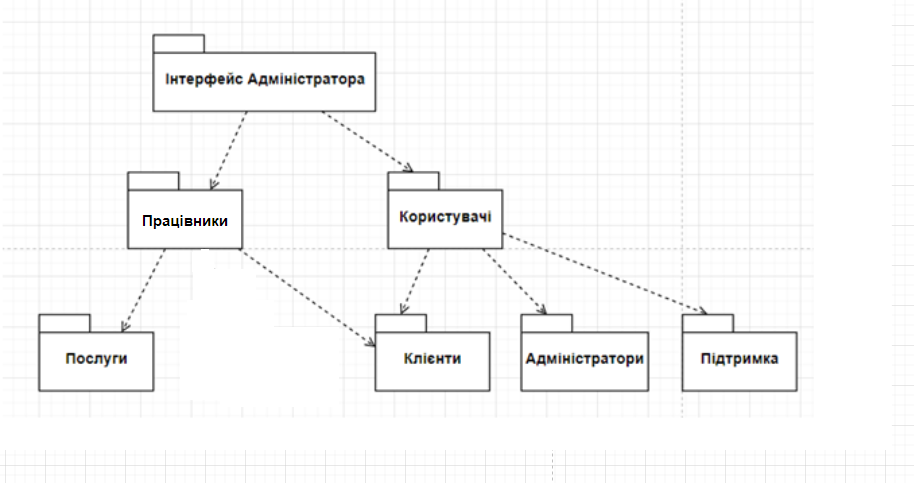 Інтерфейс Адміністратора
Працівники
Користувачі
Послуги
Клієнти
Адміністратори
Підтримка